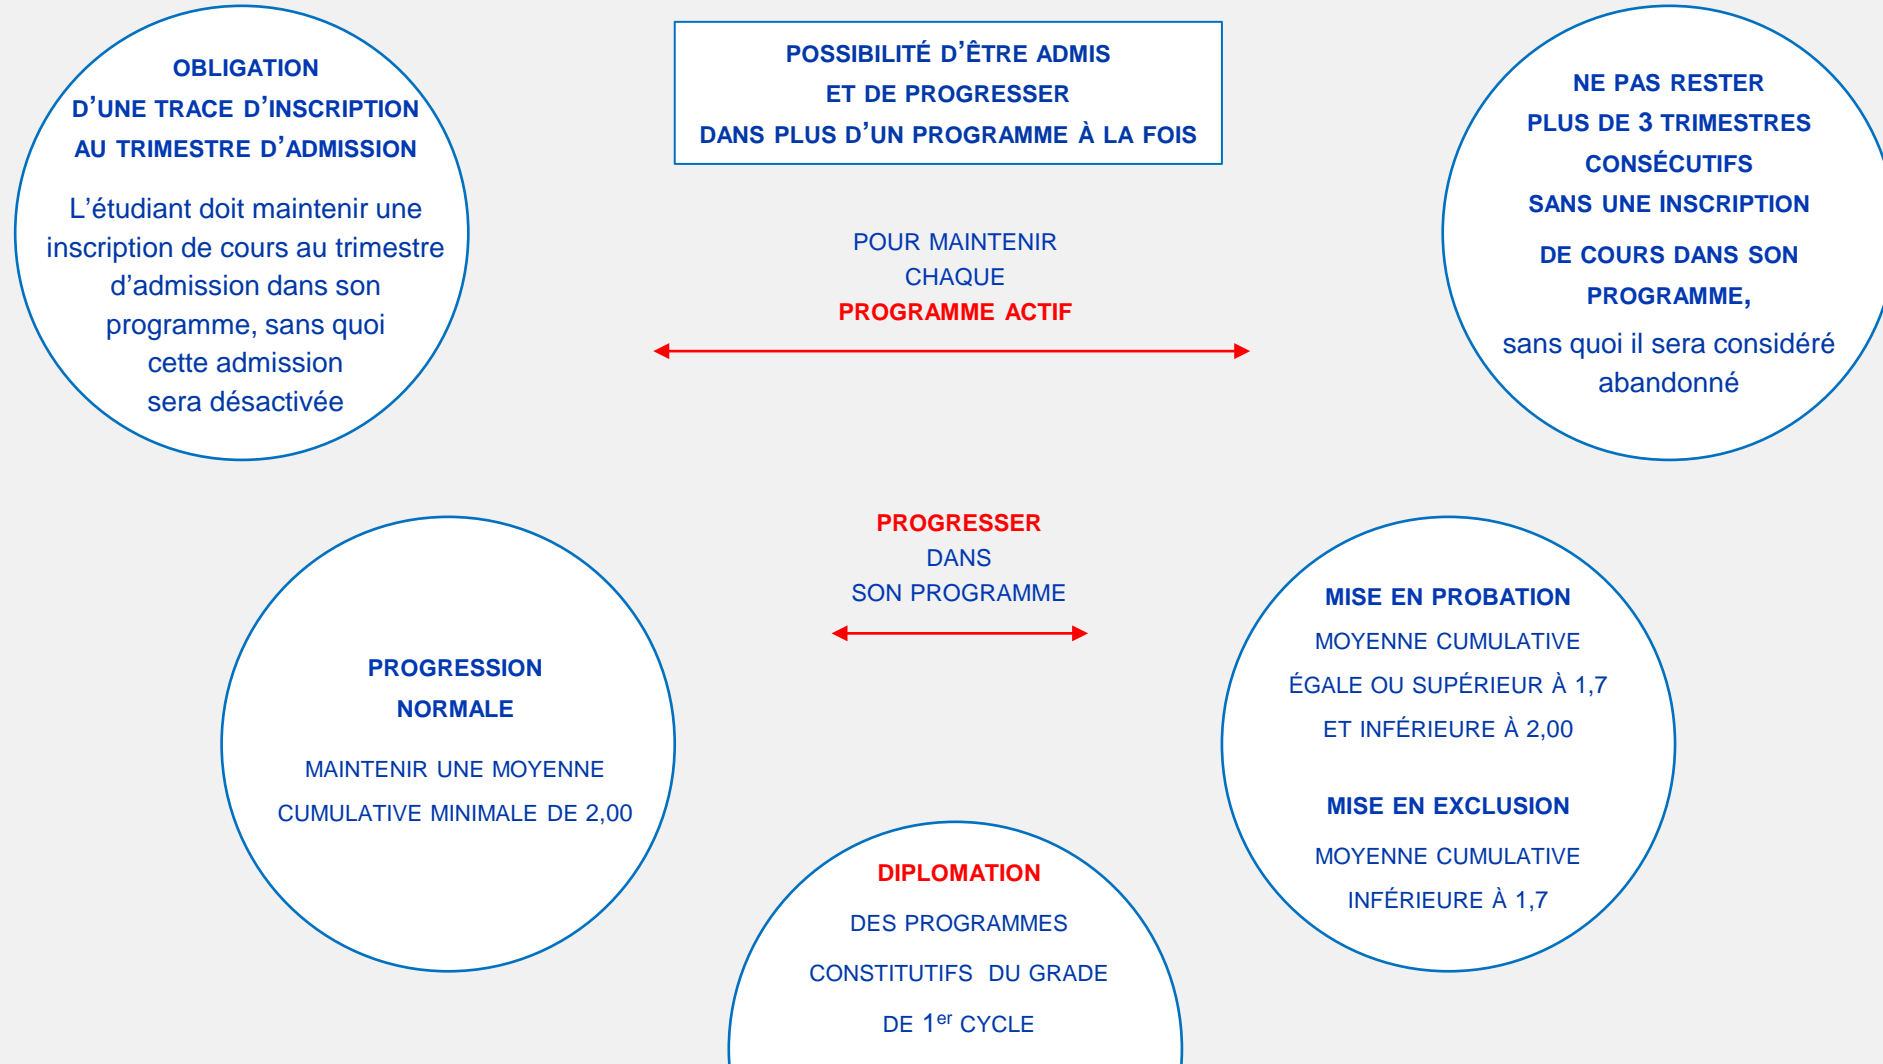 OBLIGATION
D’UNE TRACE D’INSCRIPTION
AU TRIMESTRE D’ADMISSION
L’étudiant doit maintenir une
inscription de cours au trimestre
d’admission dans son
programme, sans quoi
cette admission
sera désactivée
POSSIBILITÉ D’ÊTRE ADMIS
ET DE PROGRESSER
DANS PLUS D’UN PROGRAMME À LA FOIS
POUR MAINTENIR
CHAQUE
PROGRAMME ACTIF
NE PAS RESTER
PLUS DE 3 TRIMESTRES
CONSÉCUTIFS
SANS UNE INSCRIPTION
DE COURS DANS SON
PROGRAMME,
sans quoi il sera considéré
abandonné
PROGRESSER
DANS
SON PROGRAMME
PROGRESSION
NORMALE
MAINTENIR UNE MOYENNE
CUMULATIVE MINIMALE DE 2,00
MISE EN PROBATION
MOYENNE CUMULATIVE
ÉGALE OU SUPÉRIEUR À 1,7
ET INFÉRIEURE À 2,00
MISE EN EXCLUSION
MOYENNE CUMULATIVE
INFÉRIEURE À 1,7
DIPLOMATION
DES PROGRAMMES
CONSTITUTIFS DU GRADE
DE 1er CYCLE